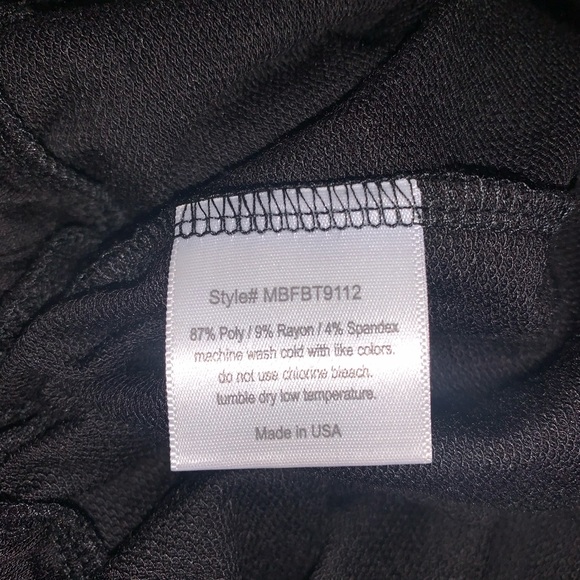 Style# MBFBT9112
87% Poly / 9% Rayon / 4% Spandex
machine wash cold with like colors.
do not use chlorine bleach.
tumble dry low temperature.
Made in USA